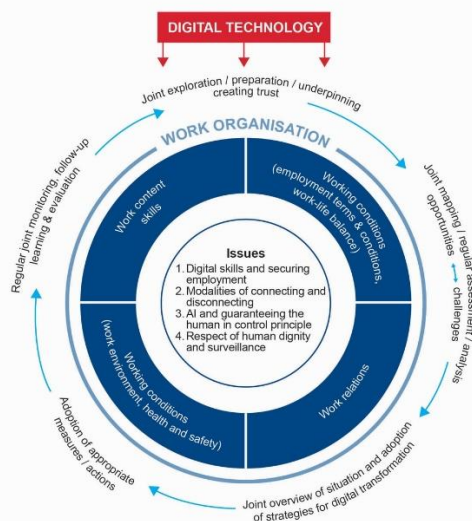 DIGITAL TECHNOLOGY
Joint exploration / preparation / underpinning
creating trust
WORK ORGANISATION
Joint mapping / regular assessment / analysis
opportunities
challenges
Joint overview of situation and adoption
of strategies for digital transformation
Adoption of appropriate
measures / actions
Regular joint monitoring, follow-up
learning & evaluation
Work content
skills
Working conditions
(employment terms & conditions,
work-life balance)
Work relations
Working conditions
(work environment, health and safety)
Issues
1. Digital skills and securing
employment
2. Modalities of connecting and
disconnecting
3. AI and guaranteeing the
human in control principle
4. Respect of human dignity
and surveillance